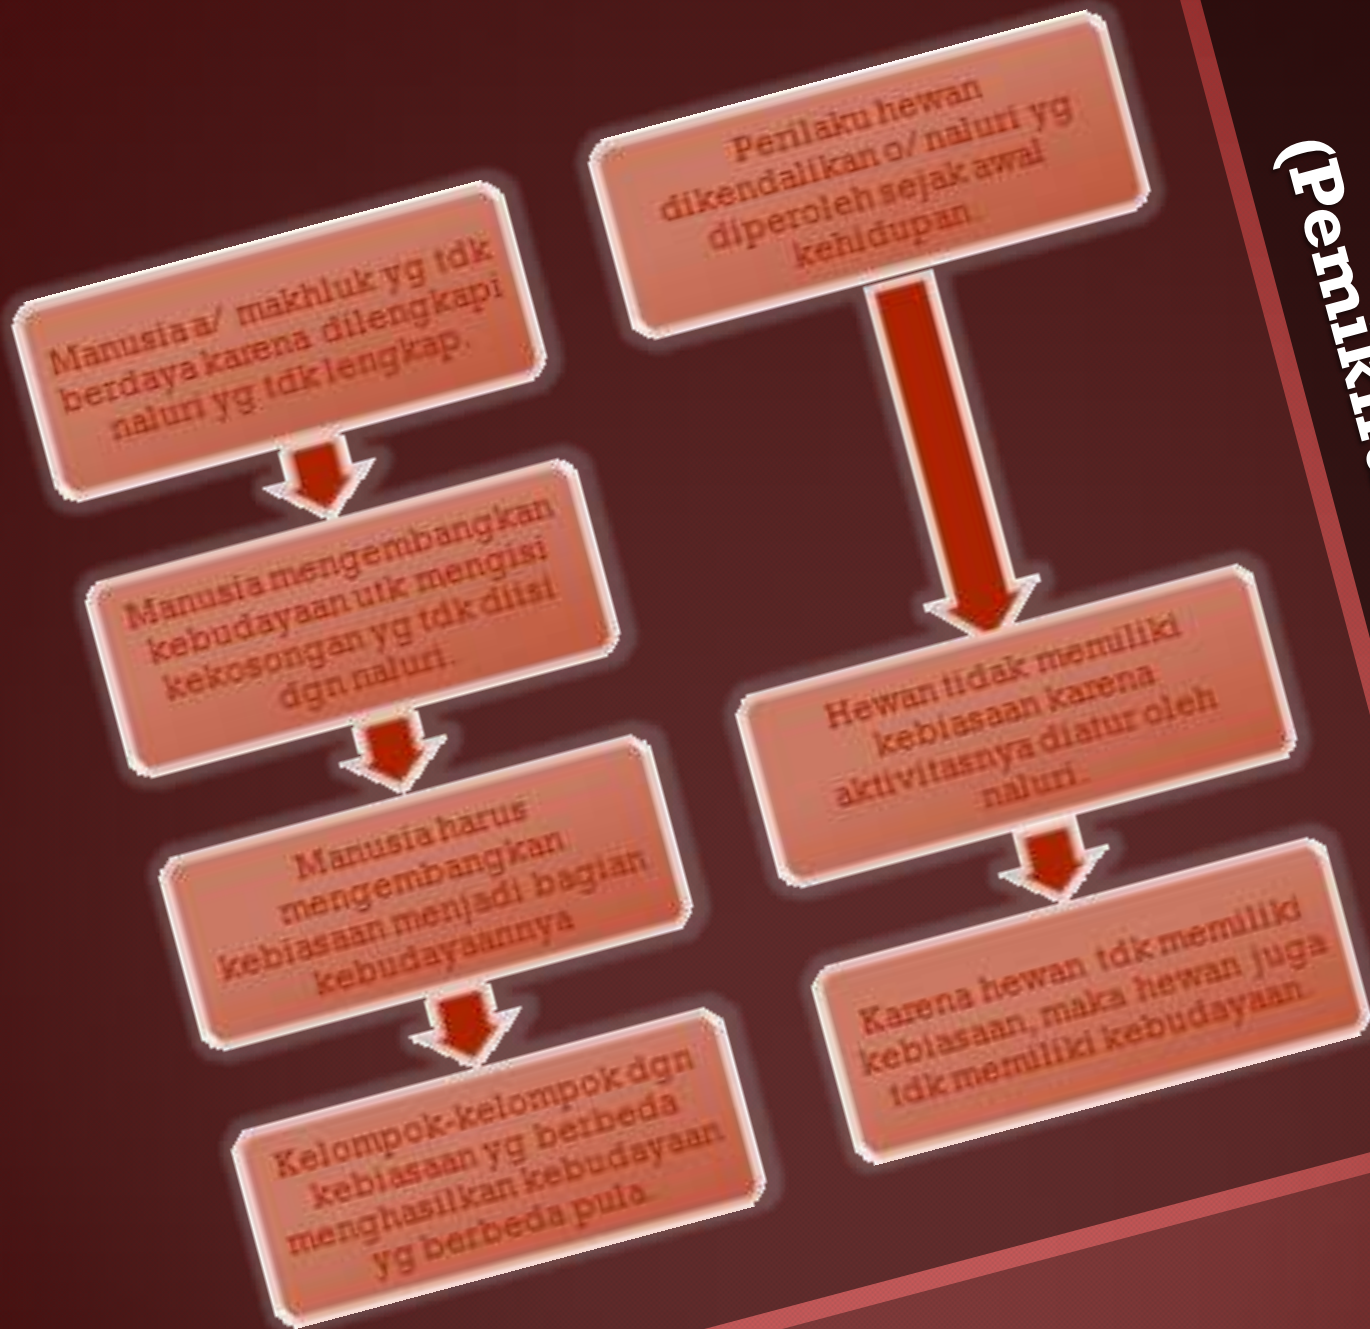 Manusia a/ makhluk yg tdk
berdaya karena dilengkapi
naluri yg tdk lengkap.
Manusia mengembangkan
kebudayaan utk mengisi
kekosongan yg tdk diisi
dgn naluri.
Manusia harus
mengembangkan
kebiasaan menjadi bagian
kebudayaannya
Kelompok-kelompok dgn
kebiasaan yg berbeda
menghasilkan kebudayaan
yg berbeda pula.
Perilaku hewan
dikendalikan o/ naluri yg
diperoleh sejak awal
kehidupan.
Hewan tidak memiliki
kebiasaan karena
aktivitasnya diatur oleh
naluri.
Karena hewan tdk memiliki
kebiasaan, maka hewan juga
tdk memiliki kebudayaan.